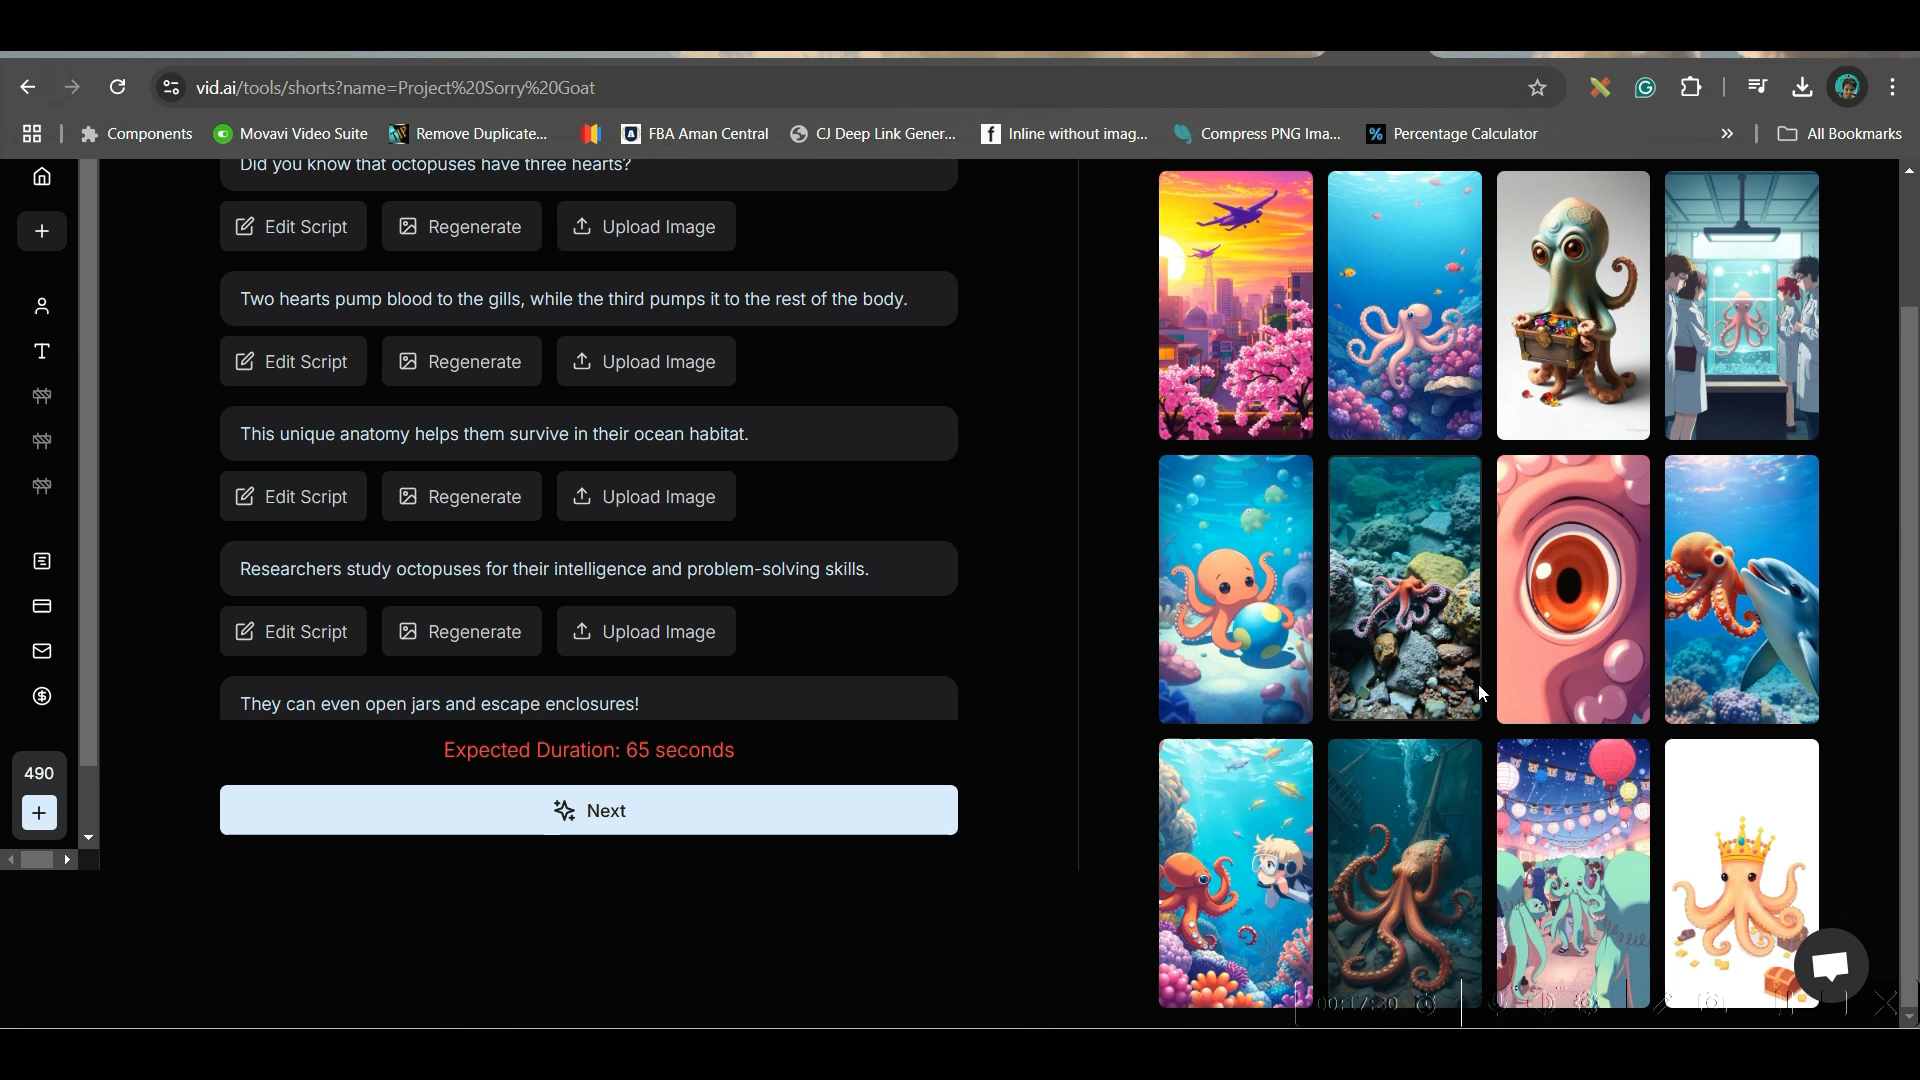 vid.ai/tools/shorts?name=Project%20Sorry%20Goat
Components
Movavi Video Suite
Remove Duplicate...
FBA Aman Central
CJ Deep Link Gener...
Inline without imag...
Compress PNG Ima...
Percentage Calculator
All Bookmarks
Did you know that octopuses have three hearts?
Edit Script
Regenerate
Upload Image
Two hearts pump blood to the gills, while the third pumps it to the rest of the body.
Edit Script
Regenerate
Upload Image
This unique anatomy helps them survive in their ocean habitat.
Edit Script
Regenerate
Upload Image
Researchers study octopuses for their intelligence and problem-solving skills.
Edit Script
Regenerate
Upload Image
They can even open jars and escape enclosures!
Expected Duration: 65 seconds
Next
490
00:17:30